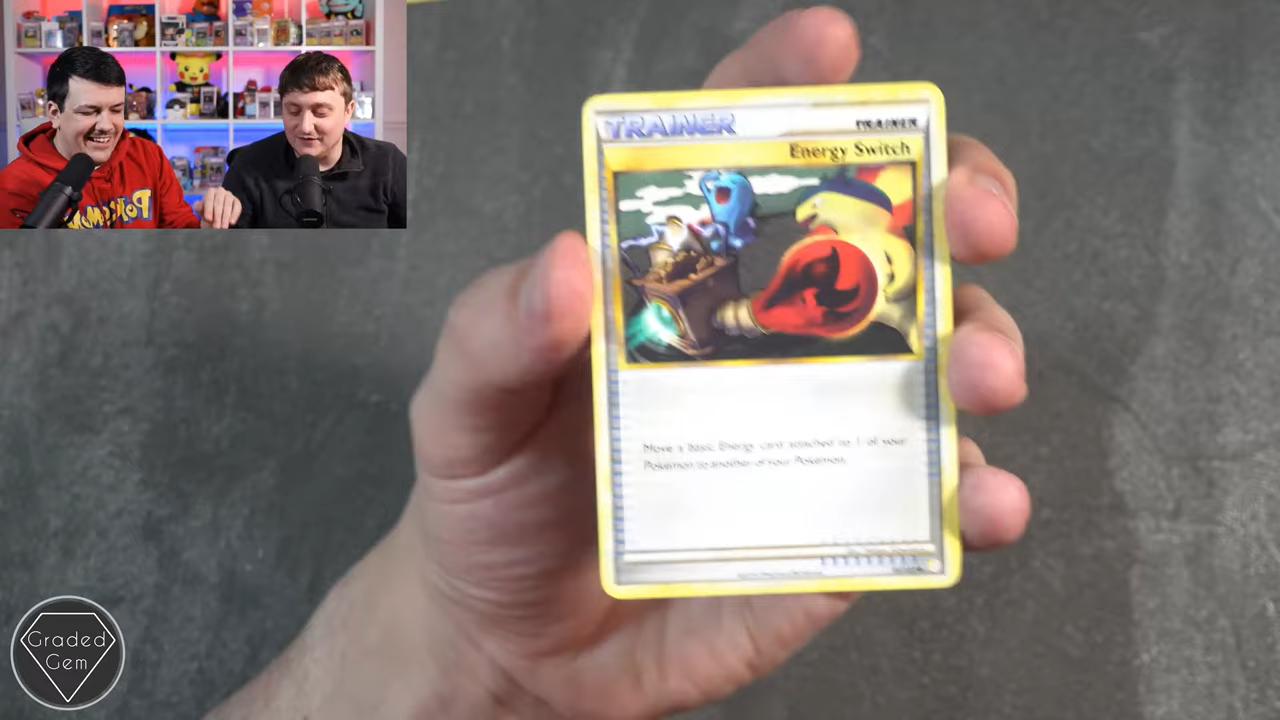 TRAINER
TRAINER
Energy Switch
Move a basic Energy card attached to 1 of your
Pokémon to another of your Pokémon.
POKéMON
Graded
Gem